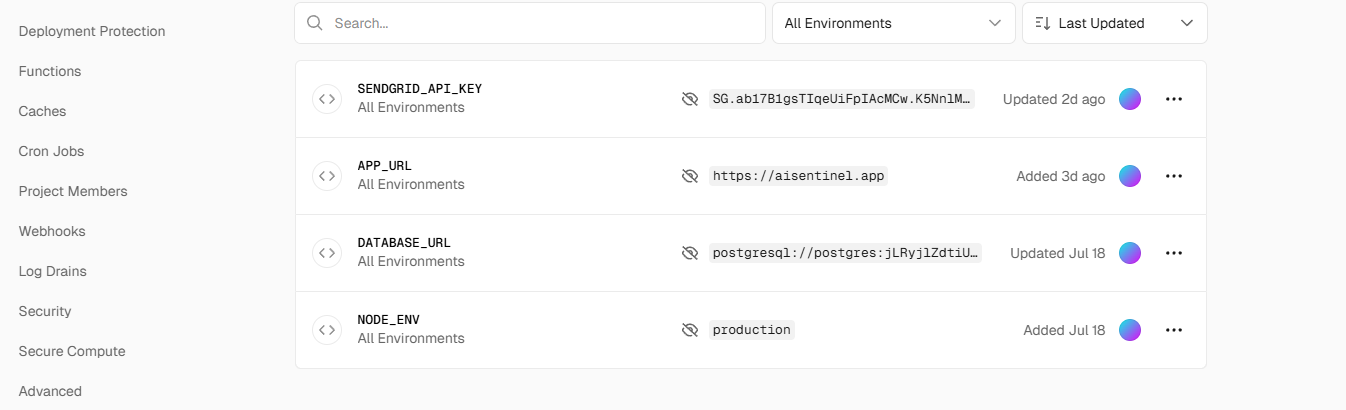 Deployment Protection
Functions
Caches
Cron Jobs
Project Members
Webhooks
Log Drains
Security
Secure Compute
Advanced
Search...
All Environments
Last Updated
SENDGRID_API_KEY
All Environments
SG.ab17B1gsTIqeUiFpIAcMCw.K5NnlM…
Updated 2d ago
APP_URL
All Environments
https://aisentinel.app
Added 3d ago
DATABASE_URL
All Environments
postgresql://postgres:jLRyjlZdtiU…
Updated Jul 18
NODE_ENV
All Environments
production
Added Jul 18